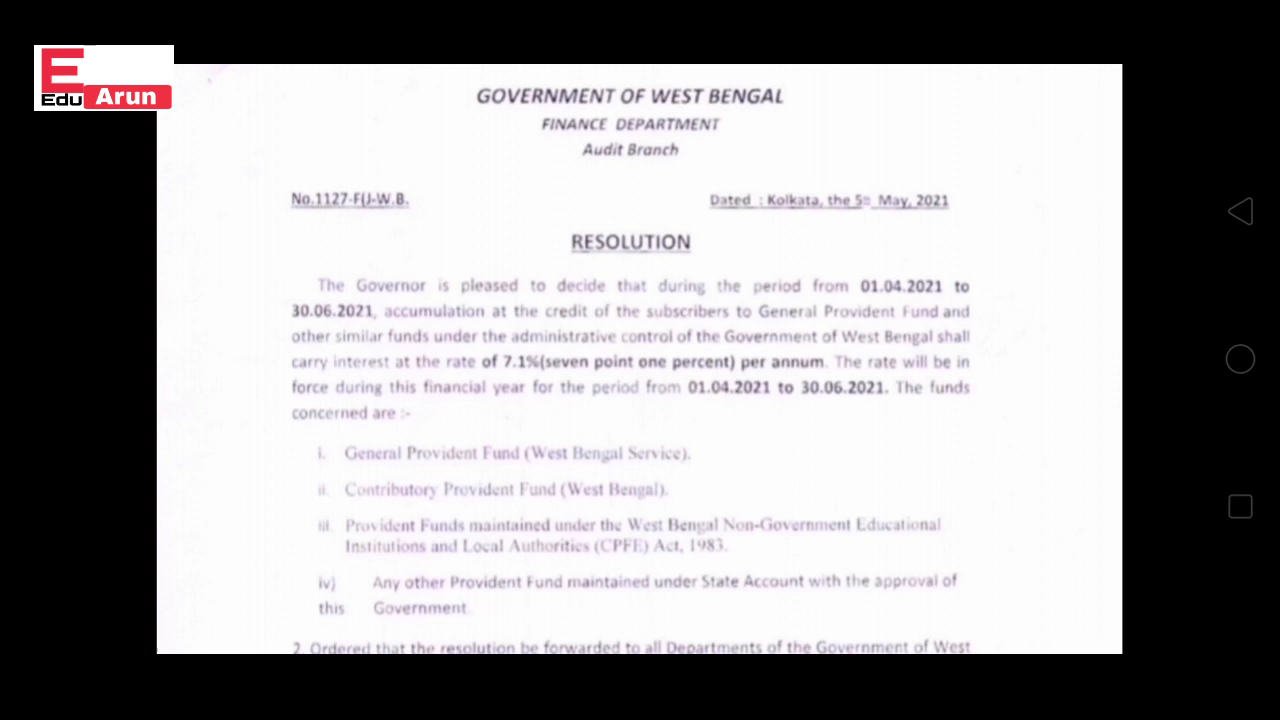 E
Edu Arun
GOVERNMENT OF WEST BENGAL
FINANCE DEPARTMENT
Audit Branch
No.1127-F(J-W.B.
Dated : Kolkata, the 5th May, 2021
RESOLUTION
The Governor is pleased to decide that during the period from 01.04.2021 to
30.06.2021, accumulation at the credit of the subscribers to General Provident Fund and
other similar funds under the administrative control of the Government of West Bengal shall
carry interest at the rate of 7.1%(seven point one percent) per annum. The rate will be in
force during this financial year for the period from 01.04.2021 to 30.06.2021. The funds
concerned are :-
i. General Provident Fund (West Bengal Service).
ii. Contributory Provident Fund (West Bengal).
iii. Provident Funds maintained under the West Bengal Non-Government Educational
Institutions and Local Authorities (CPFE) Act, 1983.
iv) Any other Provident Fund maintained under State Account with the approval of
this Government.
2. Ordered that the resolution be forwarded to all Departments of the Government of West